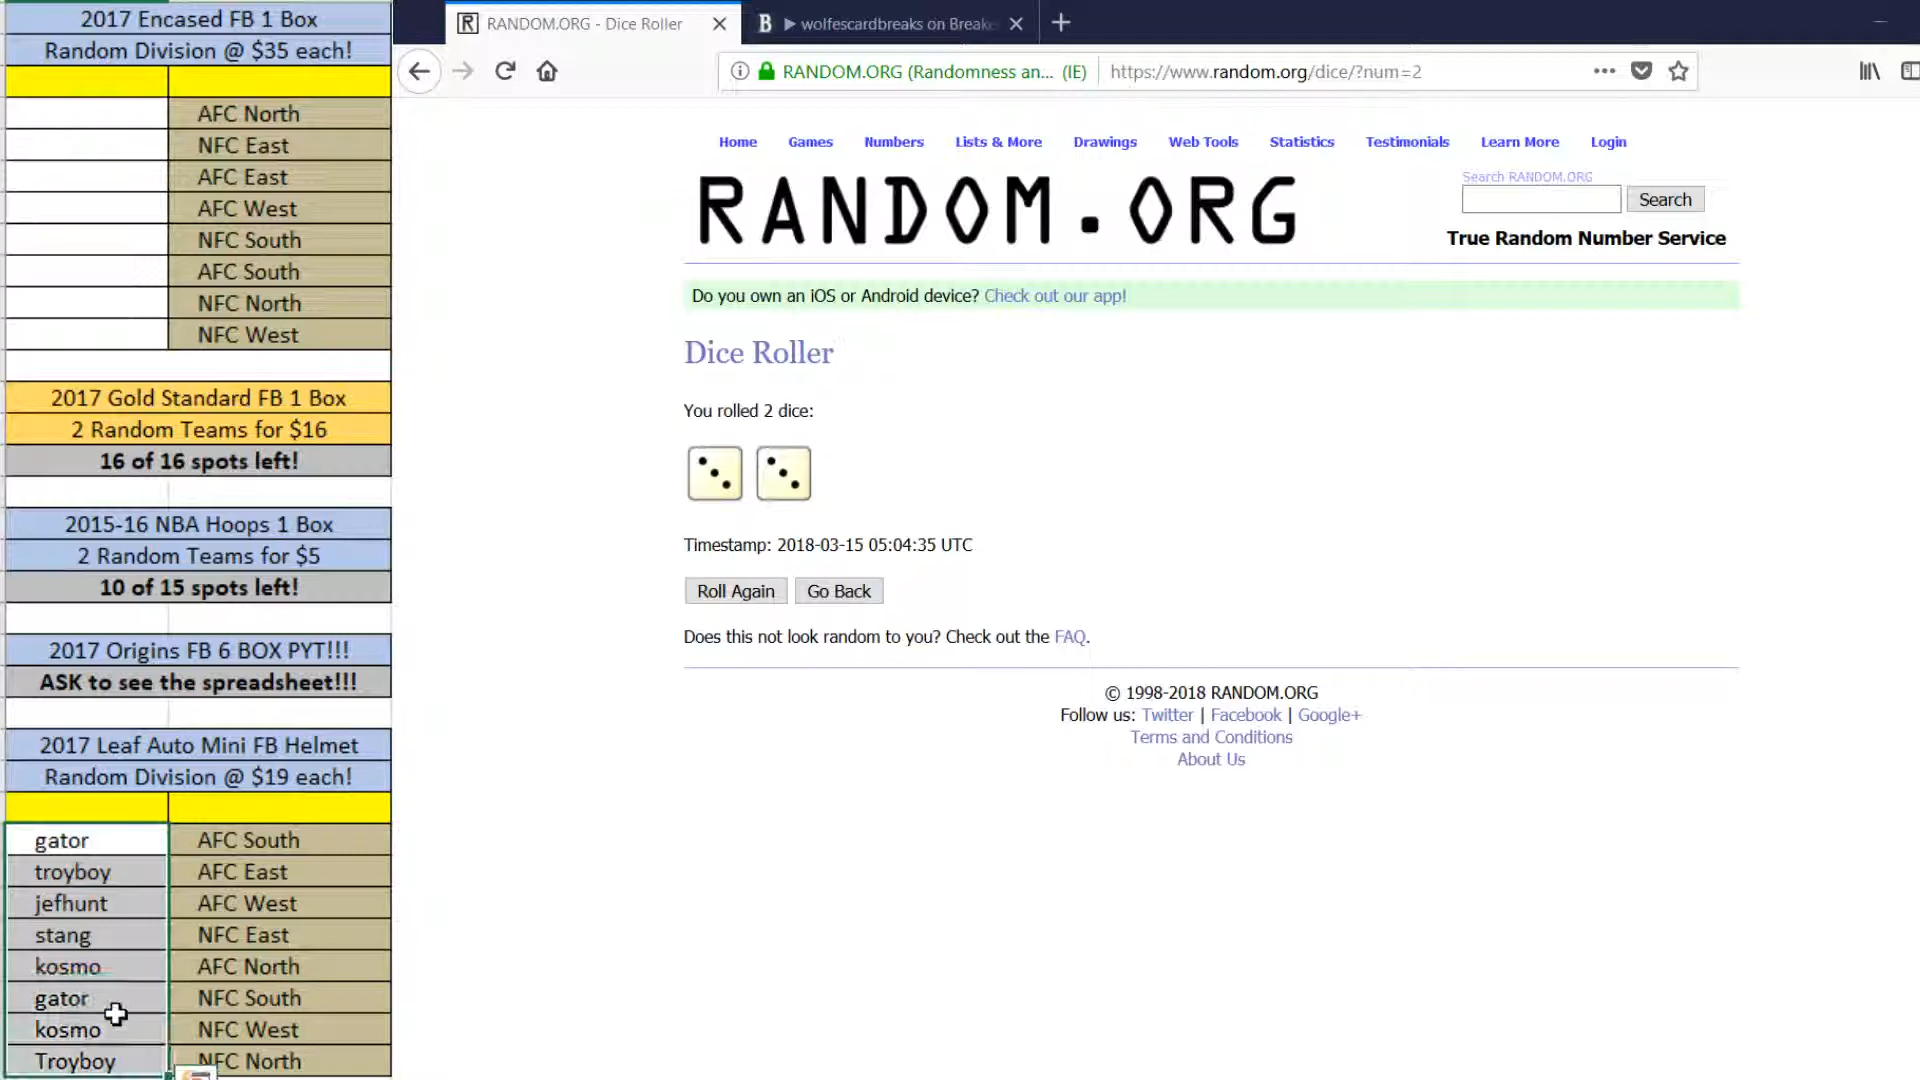 2017 Encased FB 1 Box
Random Division @ $35 each!
AFC North
NFC East
AFC East
AFC West
NFC South
AFC South
NFC North
NFC West
2017 Gold Standard FB 1 Box
2 Random Teams for $16
16 of 16 spots left!
2015-16 NBA Hoops 1 Box
2 Random Teams for $5
10 of 15 spots left!
2017 Origins FB 6 BOX PYT!!!
ASK to see the spreadsheet!!!
2017 Leaf Auto Mini FB Helmet
Random Division @ $19 each!
gator AFC South
troyboy AFC East
jefhunt AFC West
stang NFC East
kosmo AFC North
gator NFC South
kosmo NFC West
Troyboy NFC North
RANDOM.ORG - Dice Roller
wolfescardbreaks on Breake
RANDOM.ORG (Randomness an... (IE) https://www.random.org/dice/?num=2
Home Games Numbers Lists & More Drawings Web Tools Statistics Testimonials Learn More Login
RANDOM.ORG
Search RANDOM.ORG
Search
True Random Number Service
Do you own an iOS or Android device? Check out our app!
Dice Roller
You rolled 2 dice:
Timestamp: 2018-03-15 05:04:35 UTC
Roll Again Go Back
Does this not look random to you? Check out the FAQ.
© 1998-2018 RANDOM.ORG
Follow us: Twitter | Facebook | Google+
Terms and Conditions
About Us